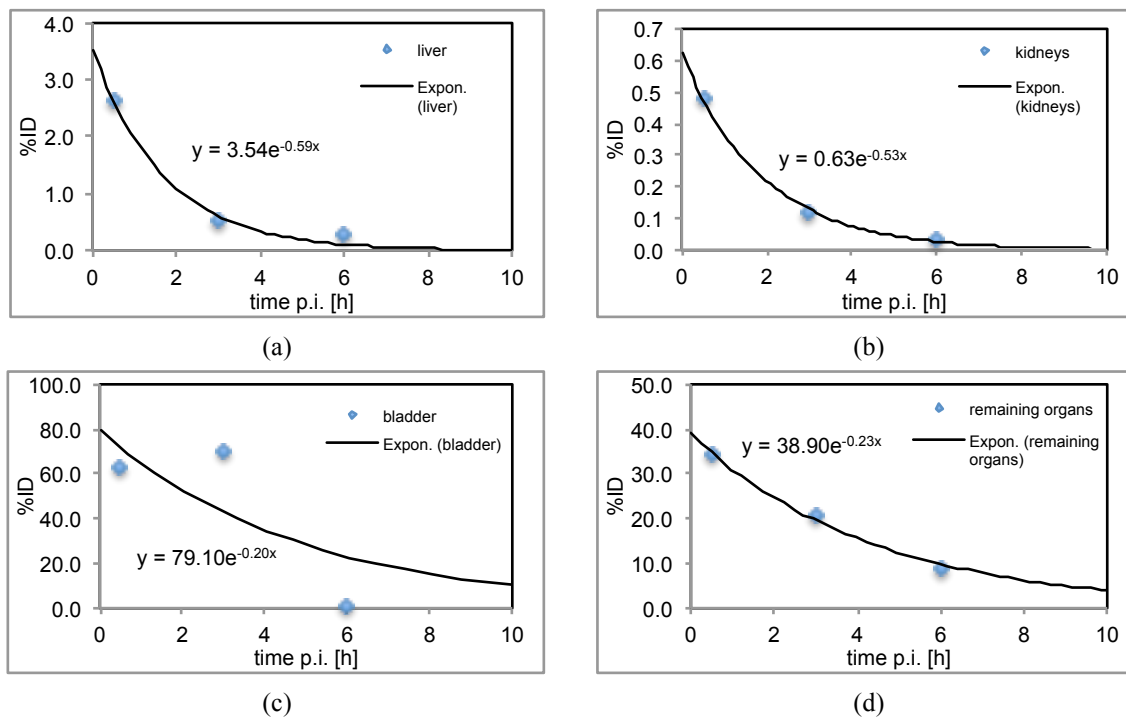 4.0
3.0
2.0
1.0
0.0
%ID
0 2 4 6 8 10
time p.i. [h]
liver
Expon.
(liver)
y = 3.54e-0.59x
(a)
0.7
0.6
0.5
0.4
0.3
0.2
0.1
0.0
%ID
0 2 4 6 8 10
time p.i. [h]
kidneys
Expon.
(kidneys)
y = 0.63e-0.53x
(b)
100.0
80.0
60.0
40.0
20.0
0.0
%ID
0 2 4 6 8 10
time p.i. [h]
bladder
Expon. (bladder)
y = 79.10e-0.20x
(c)
50.0
40.0
30.0
20.0
10.0
0.0
%ID
0 2 4 6 8 10
time p.i. [h]
remaining organs
Expon. (remaining
organs)
y = 38.90e-0.23x
(d)